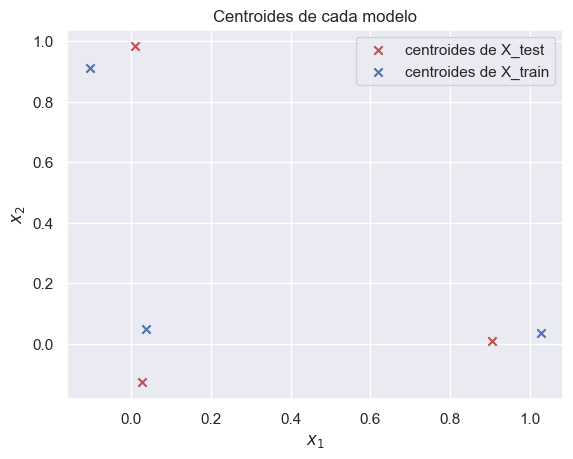 Centroides de cada modelo
centroides de X_test
centroides de X_train
1.0
0.8
0.6
0.4
0.2
0.0
x₂
0.0 0.2 0.4 0.6 0.8 1.0
x₁